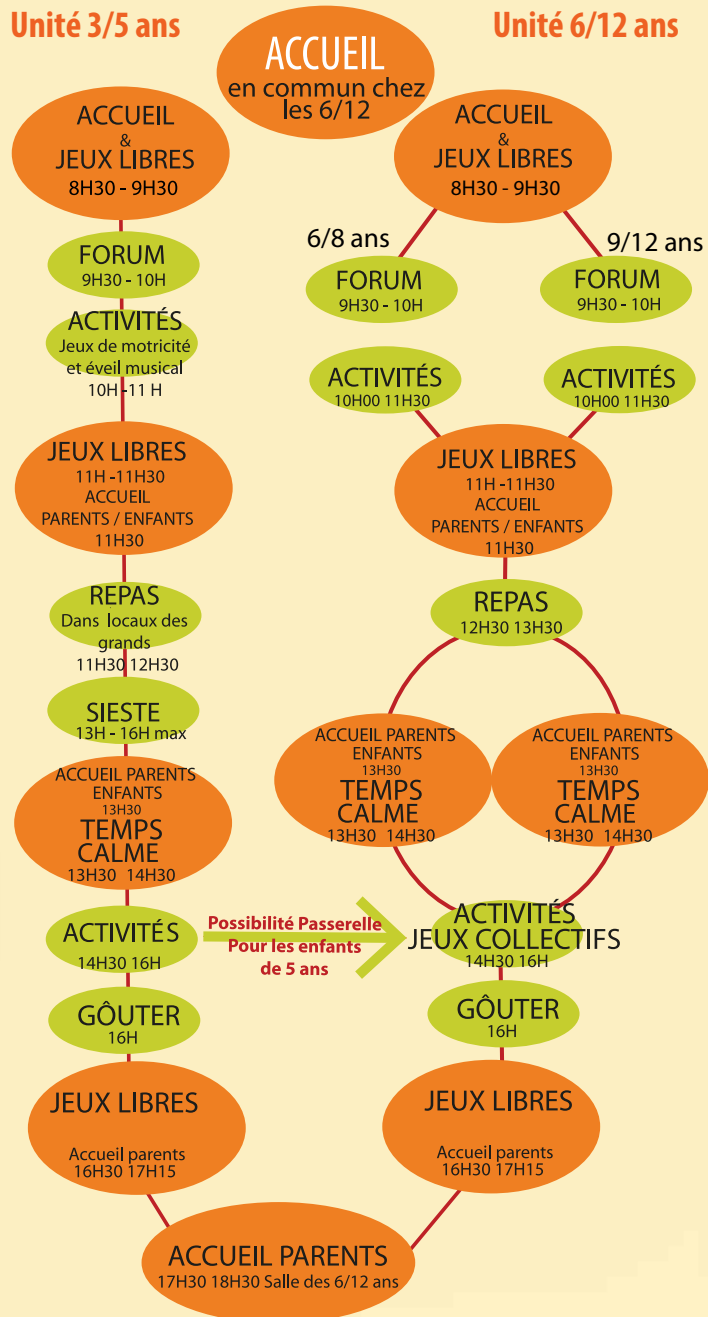 Unité 3/5 ans
Unité 6/12 ans
ACCUEIL
en commun chez
les 6/12
ACCUEIL
&
JEUX LIBRES
8H30 - 9H30
FORUM
9H30 - 10H
ACTIVITÉS
Jeux de motricité
et éveil musical
10H -11 H
JEUX LIBRES
11H -11H30
ACCUEIL
PARENTS / ENFANTS
11H30
REPAS
Dans locaux des
grands
11H30 12H30
SIESTE
13H - 16H max
ACCUEIL PARENTS
ENFANTS
13H30
TEMPS
CALME
13H30 14H30
ACTIVITÉS
14H30 16H
GÔUTER
16H
JEUX LIBRES
Accueil parents
16H30 17H15
Possibilité Passerelle
Pour les enfants
de 5 ans
ACCUEIL
&
JEUX LIBRES
8H30 - 9H30
6/8 ans
9/12 ans
FORUM
9H30 - 10H
FORUM
9H30 - 10H
ACTIVITÉS
10H00 11H30
ACTIVITÉS
10H00 11H30
JEUX LIBRES
11H -11H30
ACCUEIL
PARENTS / ENFANTS
11H30
REPAS
12H30 13H30
ACCUEIL PARENTS
ENFANTS
13H30
TEMPS
CALME
13H30 14H30
ACCUEIL PARENTS
ENFANTS
13H30
TEMPS
CALME
13H30 14H30
ACTIVITÉS
JEUX COLLECTIFS
14H30 16H
GÔUTER
16H
JEUX LIBRES
Accueil parents
16H30 17H15
ACCUEIL PARENTS
17H30 18H30 Salle des 6/12 ans